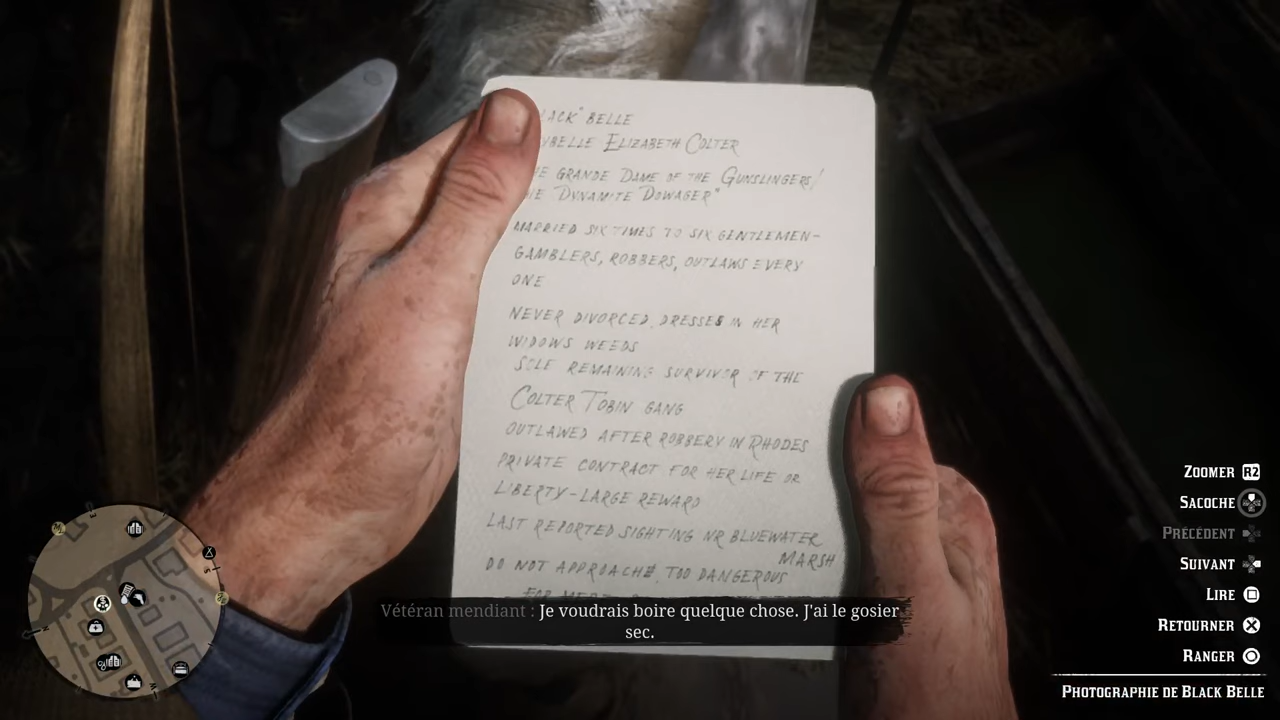 LACK" BELLE
BELLE ELIZABETH COLTER
GRANDE DAME OF THE GUNSLINGERS/
DYNAMITE DOWAGER"
MARRIED SIX TIMES TO SIX GENTLEMEN-
GAMBLERS, ROBBERS, OUTLAWS EVERY
ONE
NEVER DIVORCED. DRESSES IN HER
WIDOWS WEEDS
SOLE REMAINING SURVIVOR OF THE
COLTER TOBIN GANG
OUTLAWED AFTER ROBBERY IN RHODES
PRIVATE CONTRACT FOR HER LIFE OR
LIBERTY-LARGE REWARD
LAST REPORTED SIGHTING NR BLUEWATER
MARSH
DO NOT APPROACH, TOO DANGEROUS
Vétéran mendiant : Je voudrais boire quelque chose. J'ai le gosier
sec.
ZOOMER R2
SACOCHE
PRÉCÉDENT
SUIVANT
LIRE
RETOURNER
RANGER
PHOTOGRAPHIE DE BLACK BELLE